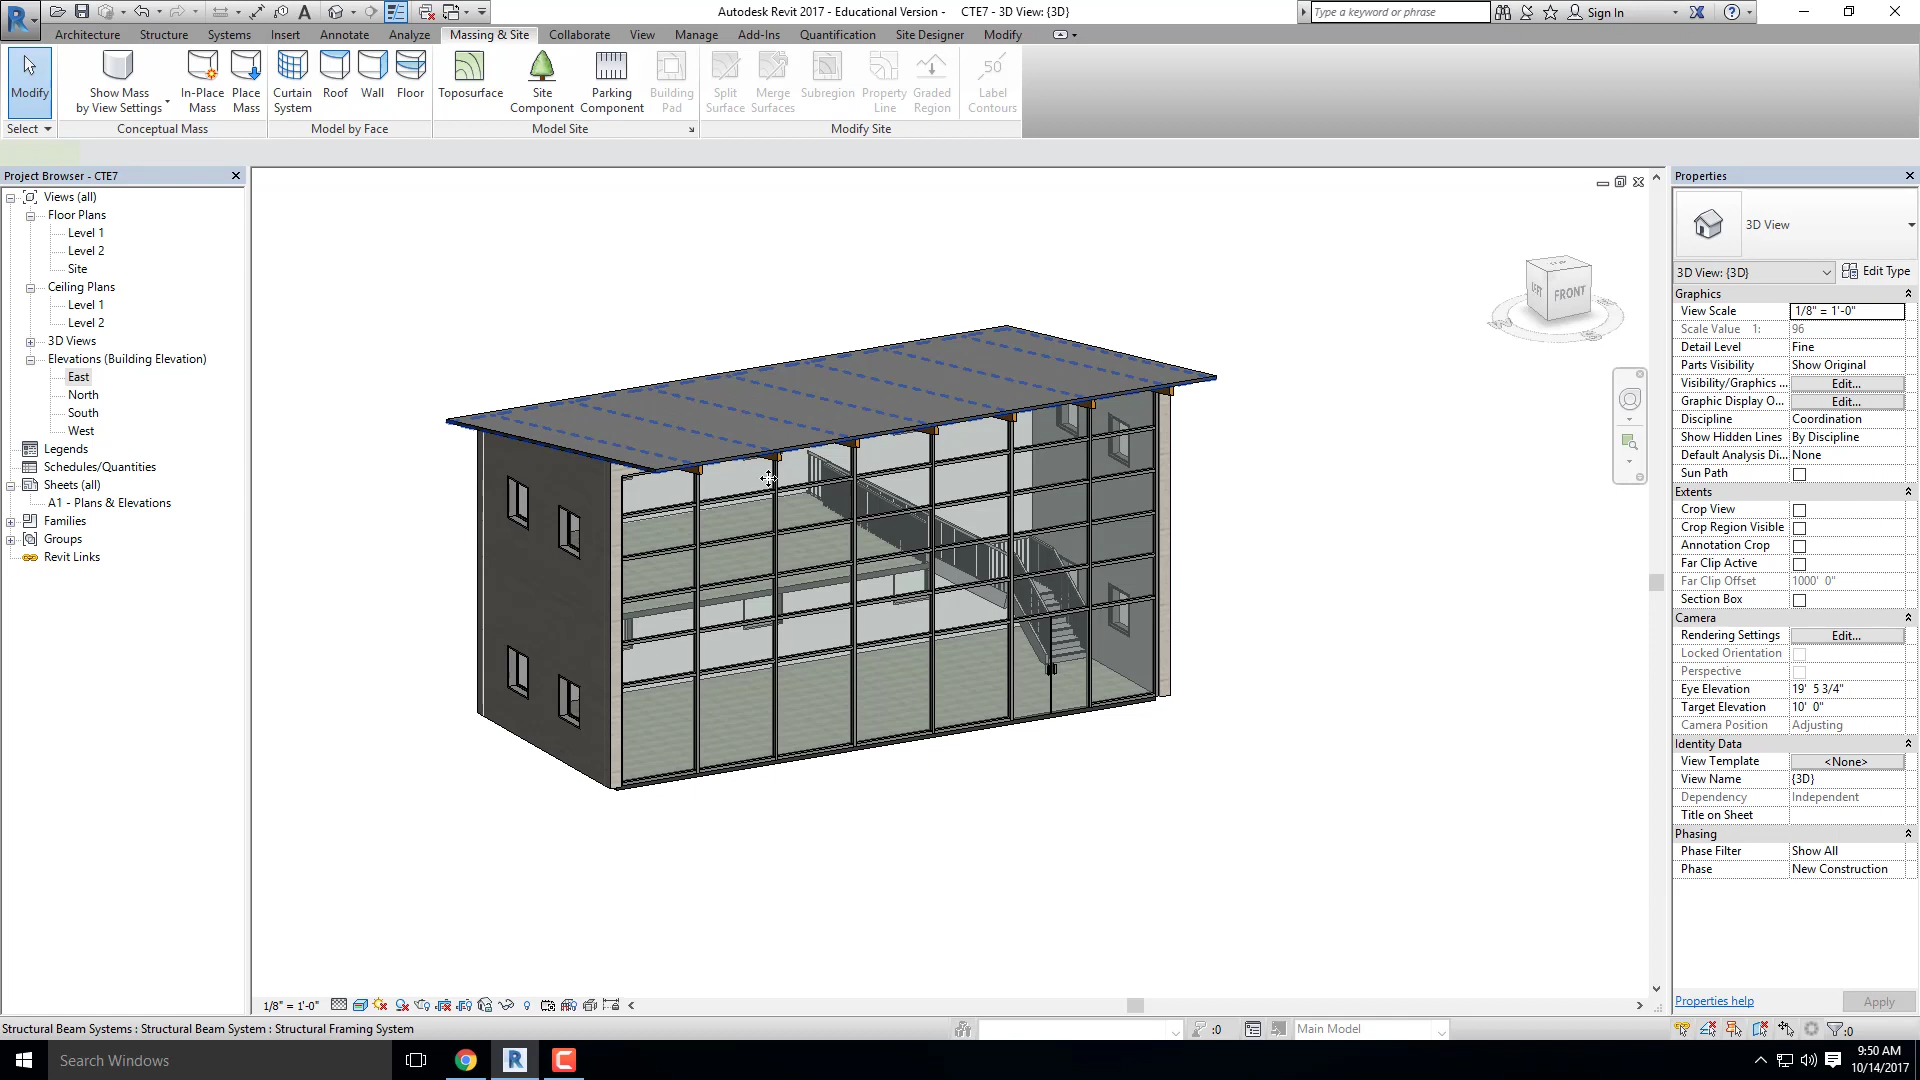 Autodesk Revit 2017 - Educational Version - CTE7 - 3D View: {3D}
Type a keyword or phrase
Sign In
Architecture Structure Systems Insert Annotate Analyze Massing & Site Collaborate View Manage Add-Ins Quantification Site Designer Modify
Modify
Show Mass
by View Settings
In-Place
Mass
Place
Mass
Curtain
System
Roof
Wall
Floor
Toposurface
Site
Component
Parking
Component
Building
Pad
Split
Surface
Merge
Surfaces
Subregion
Property
Line
Graded
Region
50
Label
Contours
Select
Conceptual Mass
Model by Face
Model Site
Modify Site
Project Browser - CTE7
Views (all)
Floor Plans
Level 1
Level 2
Site
Ceiling Plans
Level 1
Level 2
3D Views
Elevations (Building Elevation)
East
North
South
West
Legends
Schedules/Quantities
Sheets (all)
A1 - Plans & Elevations
Families
Groups
Revit Links
LEFT
FRONT
Properties
3D View
3D View: {3D}
Edit Type
Graphics
View Scale 1/8" = 1'-0"
Scale Value 1: 96
Detail Level Fine
Parts Visibility Show Original
Visibility/Graphics ... Edit...
Graphic Display O... Edit...
Discipline Coordination
Show Hidden Lines By Discipline
Default Analysis Di... None
Sun Path
Extents
Crop View
Crop Region Visible
Annotation Crop
Far Clip Active
Far Clip Offset 1000' 0"
Section Box
Camera
Rendering Settings Edit...
Locked Orientation
Perspective
Eye Elevation 19' 5 3/4"
Target Elevation 10' 0"
Camera Position Adjusting
Identity Data
View Template <None>
View Name {3D}
Dependency Independent
Title on Sheet
Phasing
Phase Filter Show All
Phase New Construction
Properties help
Apply
1/8" = 1'-0"
Structural Beam Systems : Structural Beam System : Structural Framing System
:0
Main Model
:0
Search Windows
9:50 AM
10/14/2017